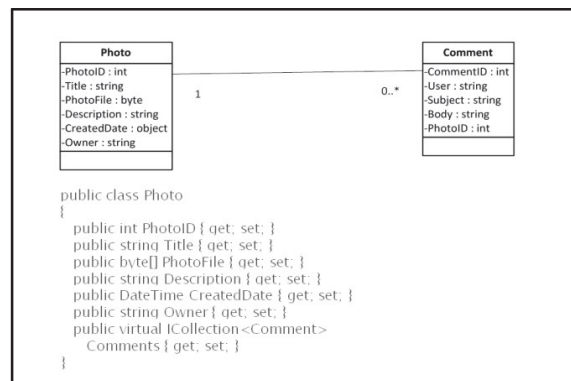 Photo
-PhotoID : int
-Title : string
-PhotoFile : byte
-Description : string
-CreatedDate : object
-Owner : string
1
0..*
Comment
-CommentID : int
-User : string
-Subject : string
-Body : string
-PhotoID : int
public class Photo
{
public int PhotoID { get; set; }
public string Title { get; set; }
public byte[] PhotoFile { get; set; }
public string Description { get; set; }
public DateTime CreatedDate { get; set; }
public string Owner { get; set; }
public virtual ICollection<Comment>
Comments { get; set; }
}